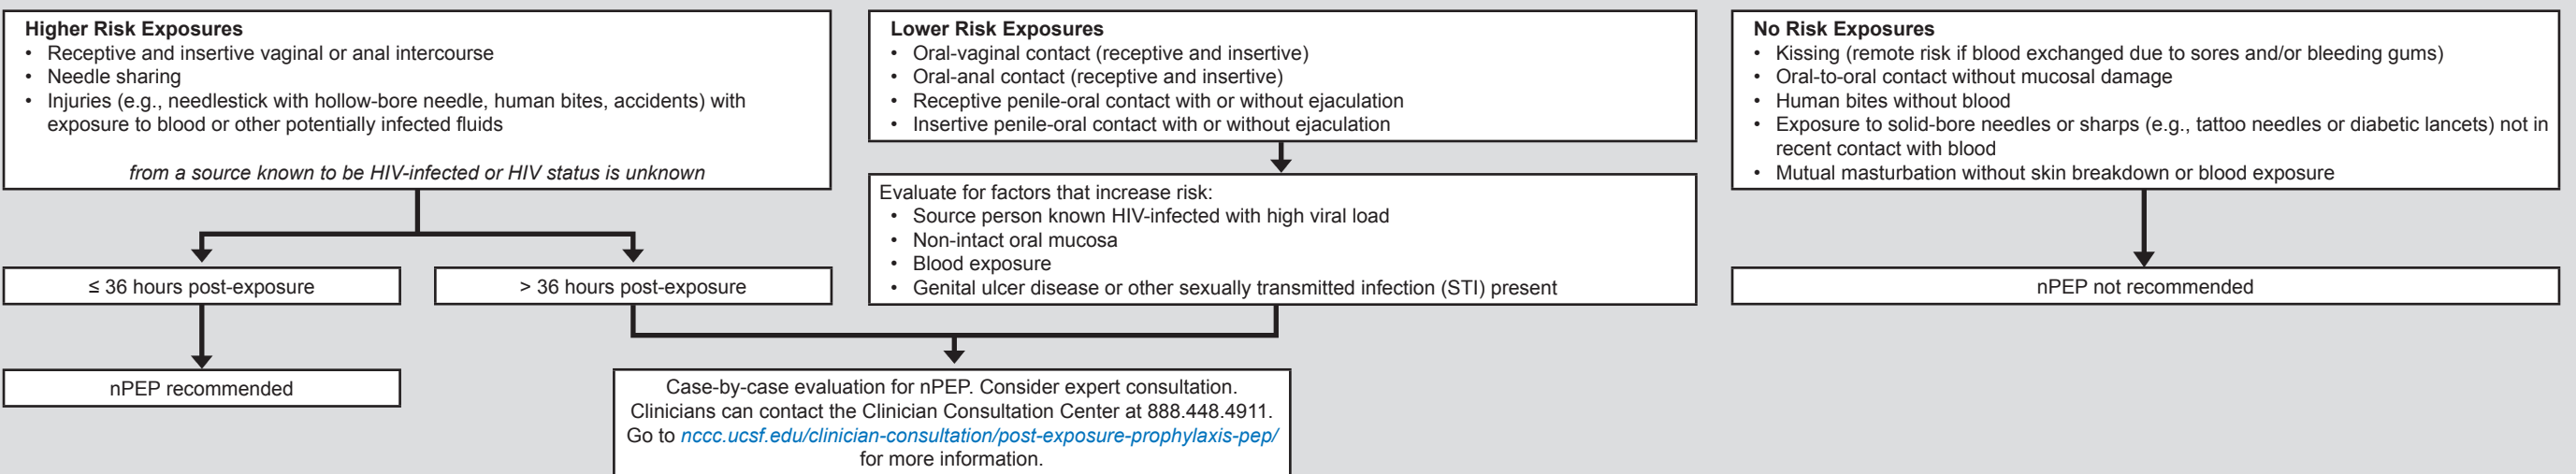 Higher Risk Exposures
• Receptive and insertive vaginal or anal intercourse
• Needle sharing
• Injuries (e.g., needlestick with hollow-bore needle, human bites, accidents) with
exposure to blood or other potentially infected fluids
from a source known to be HIV-infected or HIV status is unknown
≤ 36 hours post-exposure
> 36 hours post-exposure
nPEP recommended
Lower Risk Exposures
• Oral-vaginal contact (receptive and insertive)
• Oral-anal contact (receptive and insertive)
• Receptive penile-oral contact with or without ejaculation
• Insertive penile-oral contact with or without ejaculation
Evaluate for factors that increase risk:
• Source person known HIV-infected with high viral load
• Non-intact oral mucosa
• Blood exposure
• Genital ulcer disease or other sexually transmitted infection (STI) present
Case-by-case evaluation for nPEP. Consider expert consultation.
Clinicians can contact the Clinician Consultation Center at 888.448.4911.
Go to nccc.ucsf.edu/clinician-consultation/post-exposure-prophylaxis-pep/
for more information.
No Risk Exposures
• Kissing (remote risk if blood exchanged due to sores and/or bleeding gums)
• Oral-to-oral contact without mucosal damage
• Human bites without blood
• Exposure to solid-bore needles or sharps (e.g., tattoo needles or diabetic lancets) not in
recent contact with blood
• Mutual masturbation without skin breakdown or blood exposure
nPEP not recommended